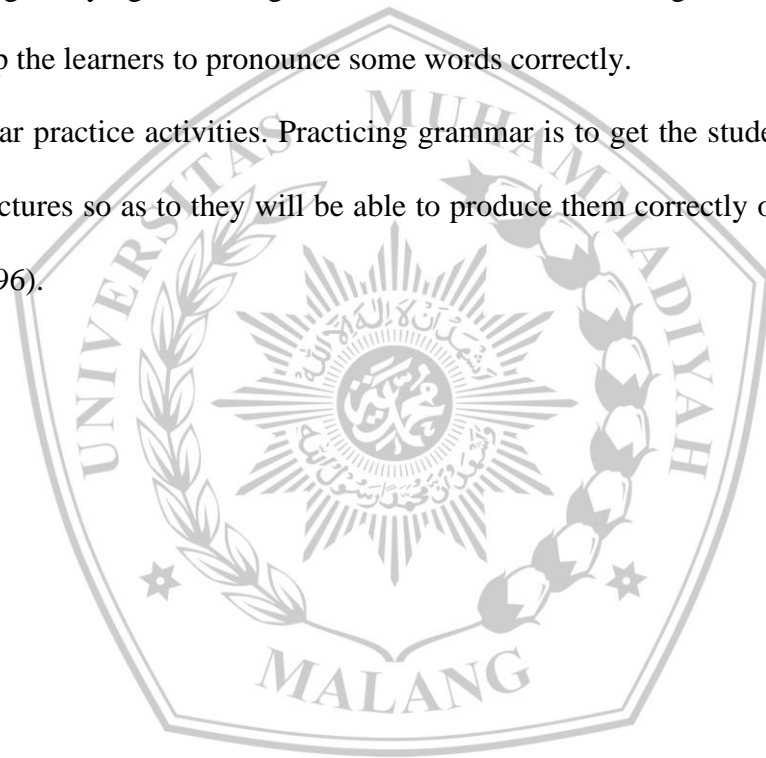 p the learners to pronounce some words correctly.
ar practice activities. Practicing grammar is to get the stude
ctures so as to they will be able to produce them correctly o
96).
UNIVERSITAS MUHAMMADIYAH
MALANG